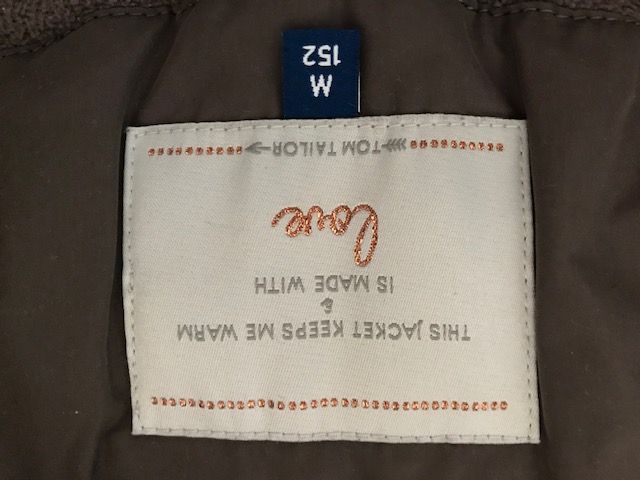 THIS JACKET KEEPS ME WARM
&
IS MADE WITH
love
TOM TAILOR
M
152